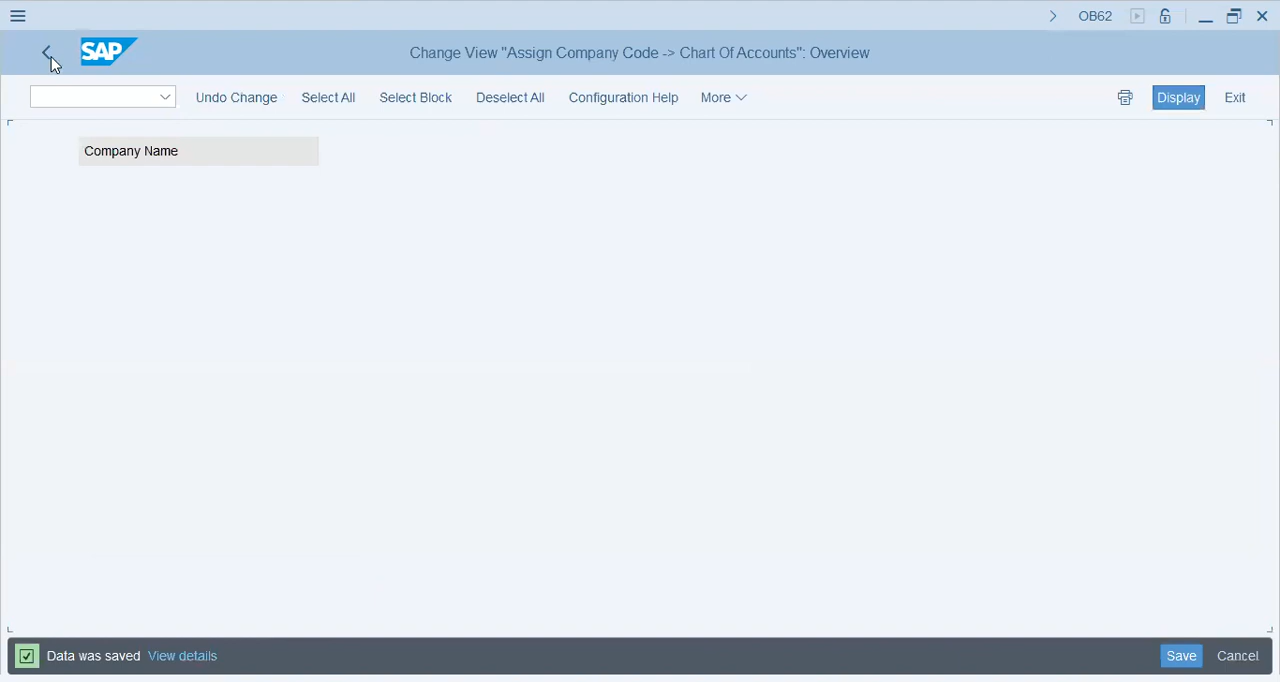 OB62
SAP
Change View "Assign Company Code -> Chart Of Accounts": Overview
Undo Change Select All Select Block Deselect All Configuration Help More Display Exit
Company Name
Data was saved View details Save Cancel